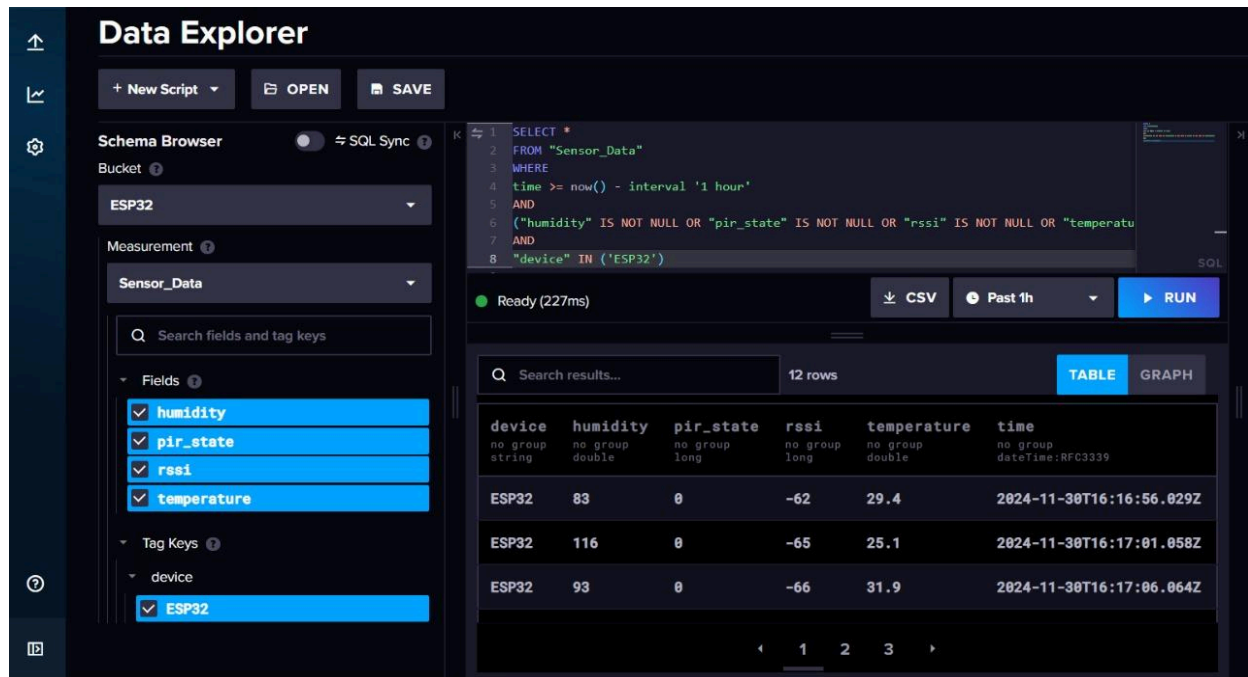 Data Explorer
+ New Script
OPEN
SAVE
Schema Browser
SQL Sync
Bucket
ESP32
Measurement
Sensor_Data
Search fields and tag keys
Fields
humidity
pir_state
rssi
temperature
Tag Keys
device
ESP32
1 SELECT *
2 FROM "Sensor_Data"
3 WHERE
4 time >= now() - interval '1 hour'
5 AND
6 ("humidity" IS NOT NULL OR "pir_state" IS NOT NULL OR "rssi" IS NOT NULL OR "temperatu
7 AND
8 "device" IN ('ESP32')
SQL
Ready (227ms)
CSV
Past 1h
RUN
Search results...
12 rows
TABLE
GRAPH
device humidity pir_state rssi temperature time
no group no group no group no group no group no group
string double long long double dateTime:RFC3339
ESP32 83 0 -62 29.4 2024-11-30T16:16:56.029Z
ESP32 116 0 -65 25.1 2024-11-30T16:17:01.058Z
ESP32 93 0 -66 31.9 2024-11-30T16:17:06.064Z
1 2 3